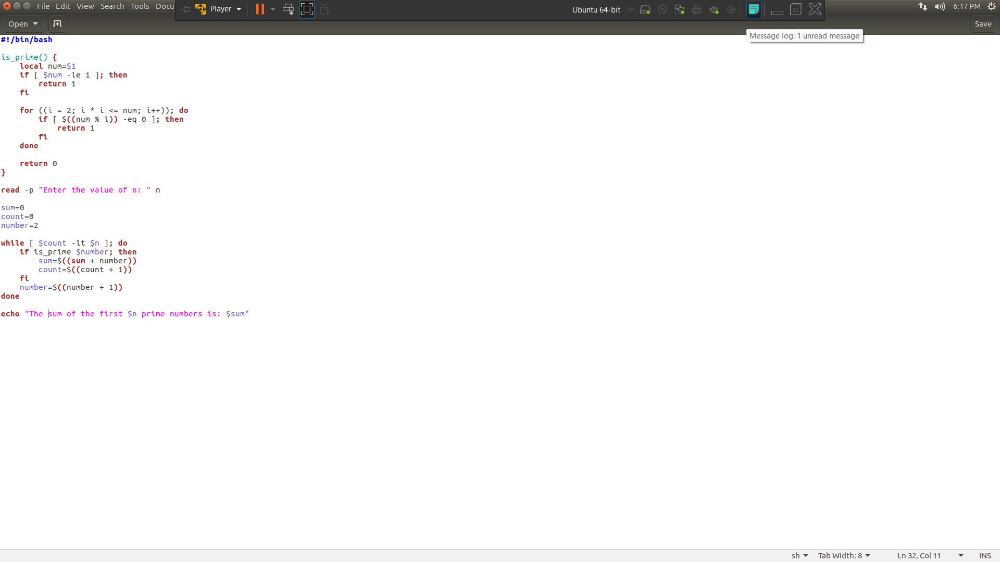 File Edit View Search Tools Docu
Player
Ubuntu 64-bit
6:17 PM
Open
Save
Message log: 1 unread message
#!/bin/bash
is_prime() {
    local num=$1
    if [ $num -le 1 ]; then
        return 1
    fi
    for ((i = 2; i * i <= num; i++)); do
        if [ $((num % i)) -eq 0 ]; then
            return 1
        fi
    done
    return 0
}
read -p "Enter the value of n: " n
sum=0
count=0
number=2
while [ $count -lt $n ]; do
    if is_prime $number; then
        sum=$((sum + number))
        count=$((count + 1))
    fi
    number=$((number + 1))
done
echo "The sum of the first $n prime numbers is: $sum"
sh Tab Width: 8 Ln 32, Col 11 INS